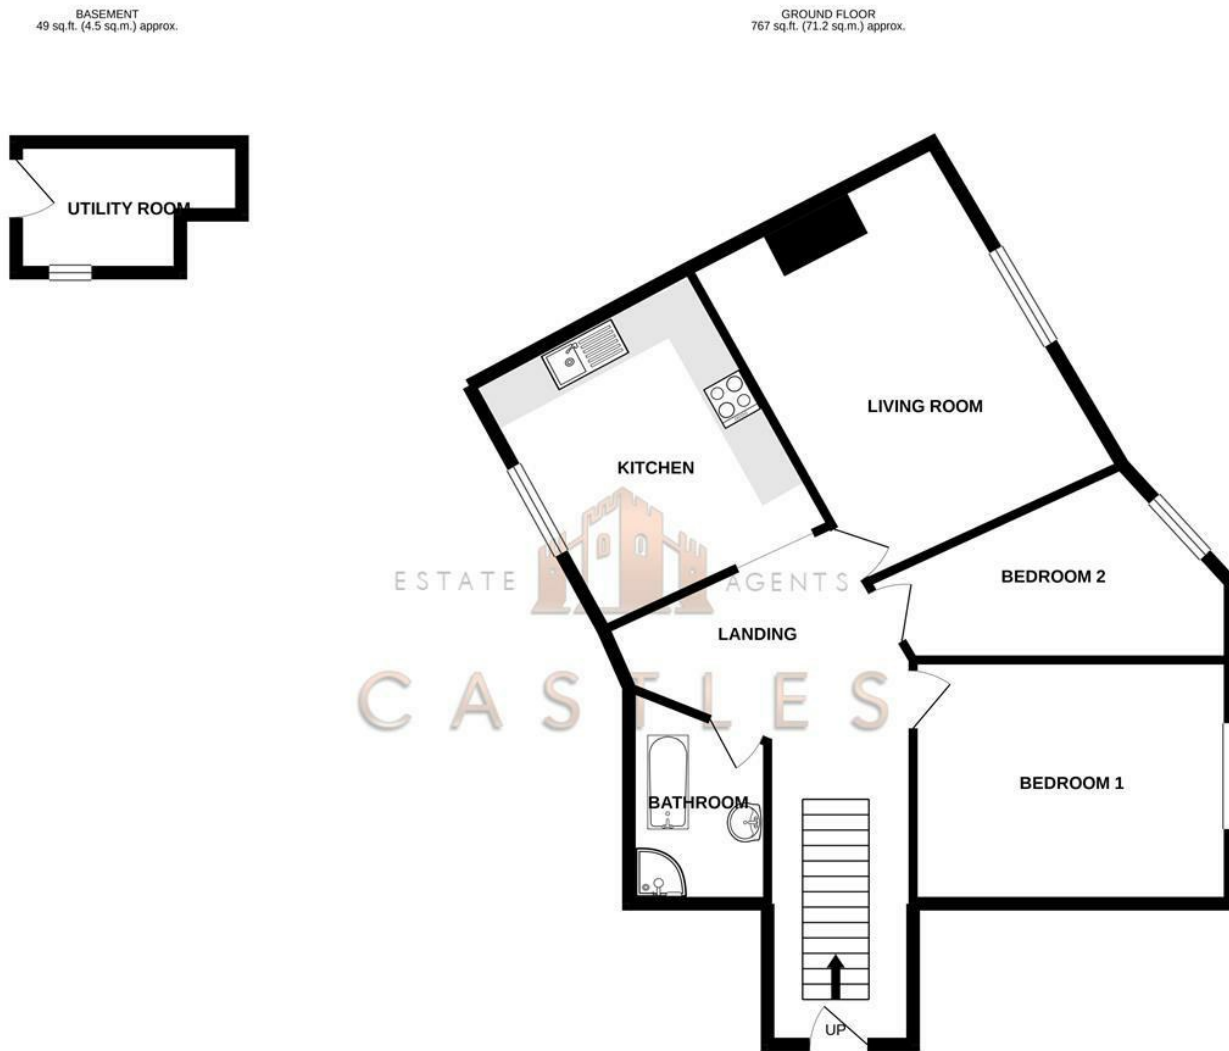 BASEMENT
49 sq.ft. (4.5 sq.m.) approx.
GROUND FLOOR
767 sq.ft. (71.2 sq.m.) approx.
UTILITY ROOM
LIVING ROOM
KITCHEN
ESTATE AGENTS
BEDROOM 2
LANDING
CASTLES
BEDROOM 1
BATHROOM
UP